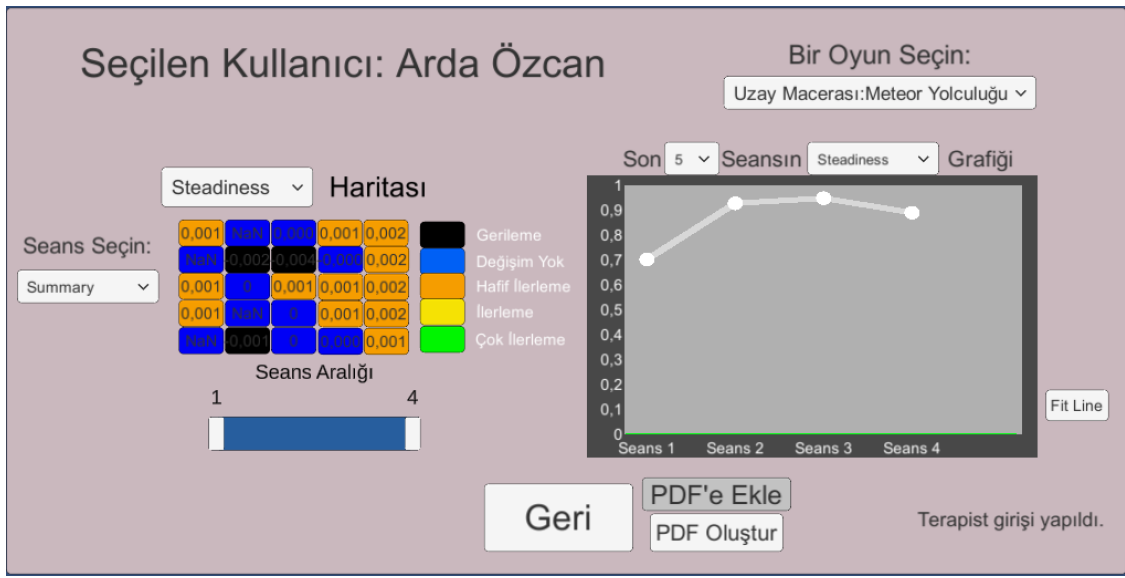 Seçilen Kullanıcı: Arda Özcan
Bir Oyun Seçin:
Uzay Macerası:Meteor Yolculuğu
Son 5 Seansın Steadiness Grafiği
Steadiness Haritası
Seans Seçin:
Summary
0,001 NaN 0,000 0,001 0,002
NaN -0,002 -0,004 -0,000 0,002
0,001 0 0,001 0,001 0,002
0,001 NaN 0 0,001 0,002
NaN -0,001 0 0,000 0,001
Gerileme
Değişim Yok
Hafif İlerleme
İlerleme
Çok İlerleme
Seans Aralığı
1 4
1
0,9
0,8
0,7
0,6
0,5
0,4
0,3
0,2
0,1
0
Seans 1 Seans 2 Seans 3 Seans 4
Fit Line
Geri
PDF'e Ekle
PDF Oluştur
Terapist girişi yapıldı.